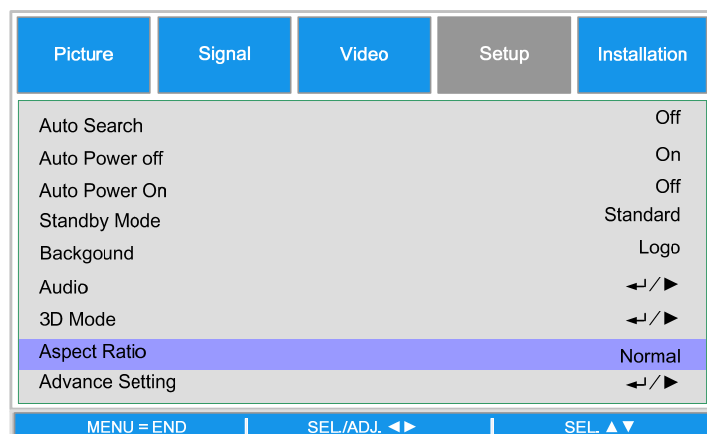 Picture Signal Video Setup Installation
Auto Search Off
Auto Power off On
Auto Power On Off
Standby Mode Standard
Backgound Logo
Audio ↵/▶
3D Mode ↵/▶
Aspect Ratio Normal
Advance Setting ↵/▶
MENU = END SEL./ADJ. ◀▶ SEL. ▲▼